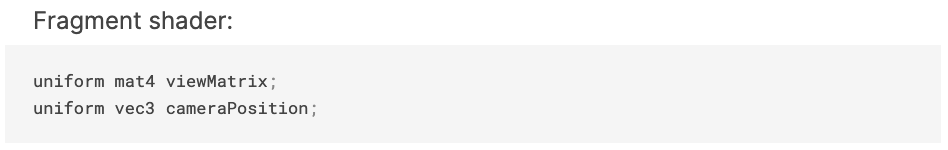 Fragment shader:
uniform mat4 viewMatrix;
uniform vec3 cameraPosition;